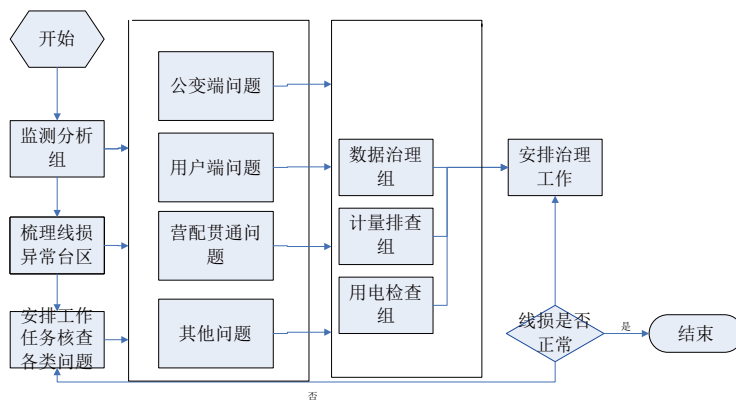 开始
监测分析
组
梳理线损
异常台区
安排工作
任务核查
各类问题
公变端问题
用户端问题
营配贯通问
题
其他问题
数据治理
组
计量排查
组
用电检查
组
安排治理
工作
线损是否
正常
是
结束
否